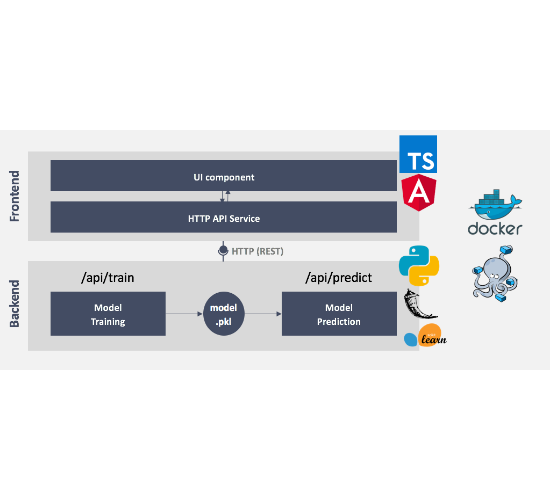 Frontend
UI component
HTTP API Service
TS
A
HTTP (REST)
docker
Backend
/api/train
/api/predict
Model
Training
model
.pkl
Model
Prediction
learn